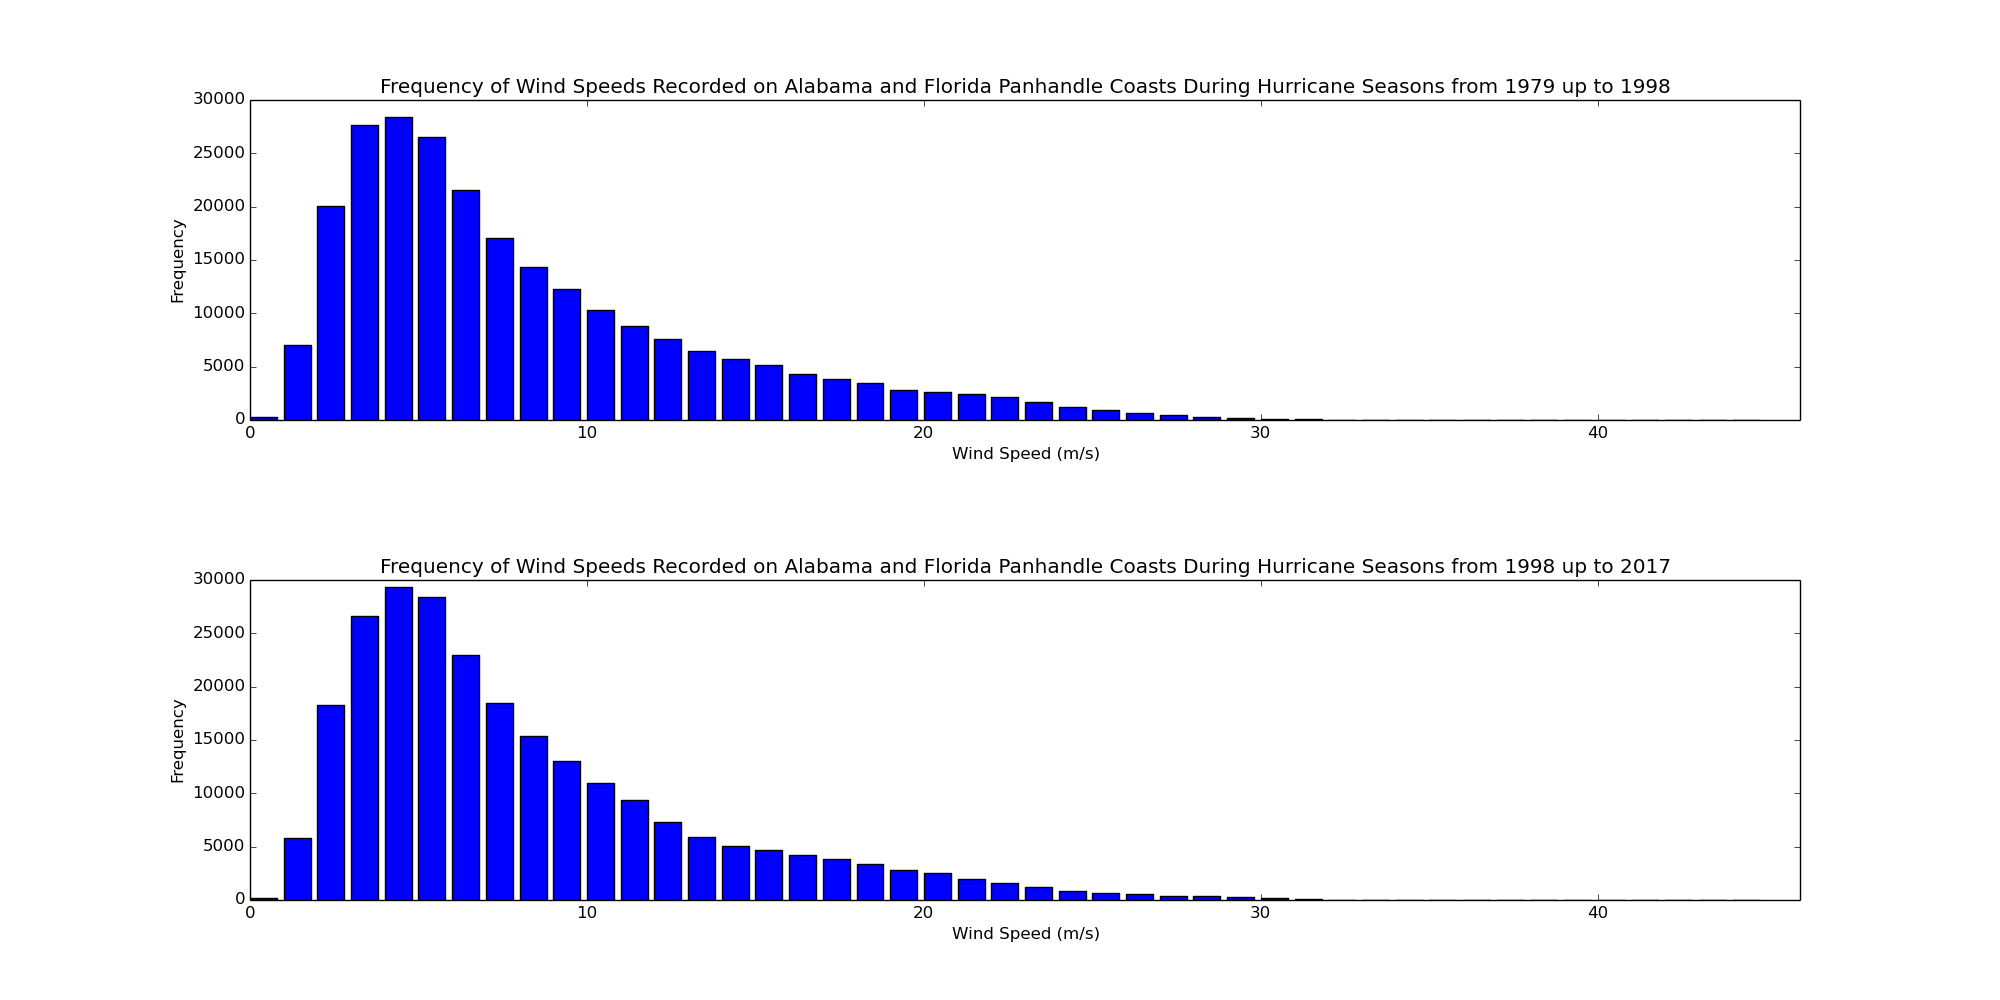 Frequency of Wind Speeds Recorded on Alabama and Florida Panhandle Coasts During Hurricane Seasons from 1979 up to 1998
30000
25000
20000
15000
10000
5000
0
Frequency
0 10 20 30 40
Wind Speed (m/s)
Frequency of Wind Speeds Recorded on Alabama and Florida Panhandle Coasts During Hurricane Seasons from 1998 up to 2017
30000
25000
20000
15000
10000
5000
0
Frequency
0 10 20 30 40
Wind Speed (m/s)